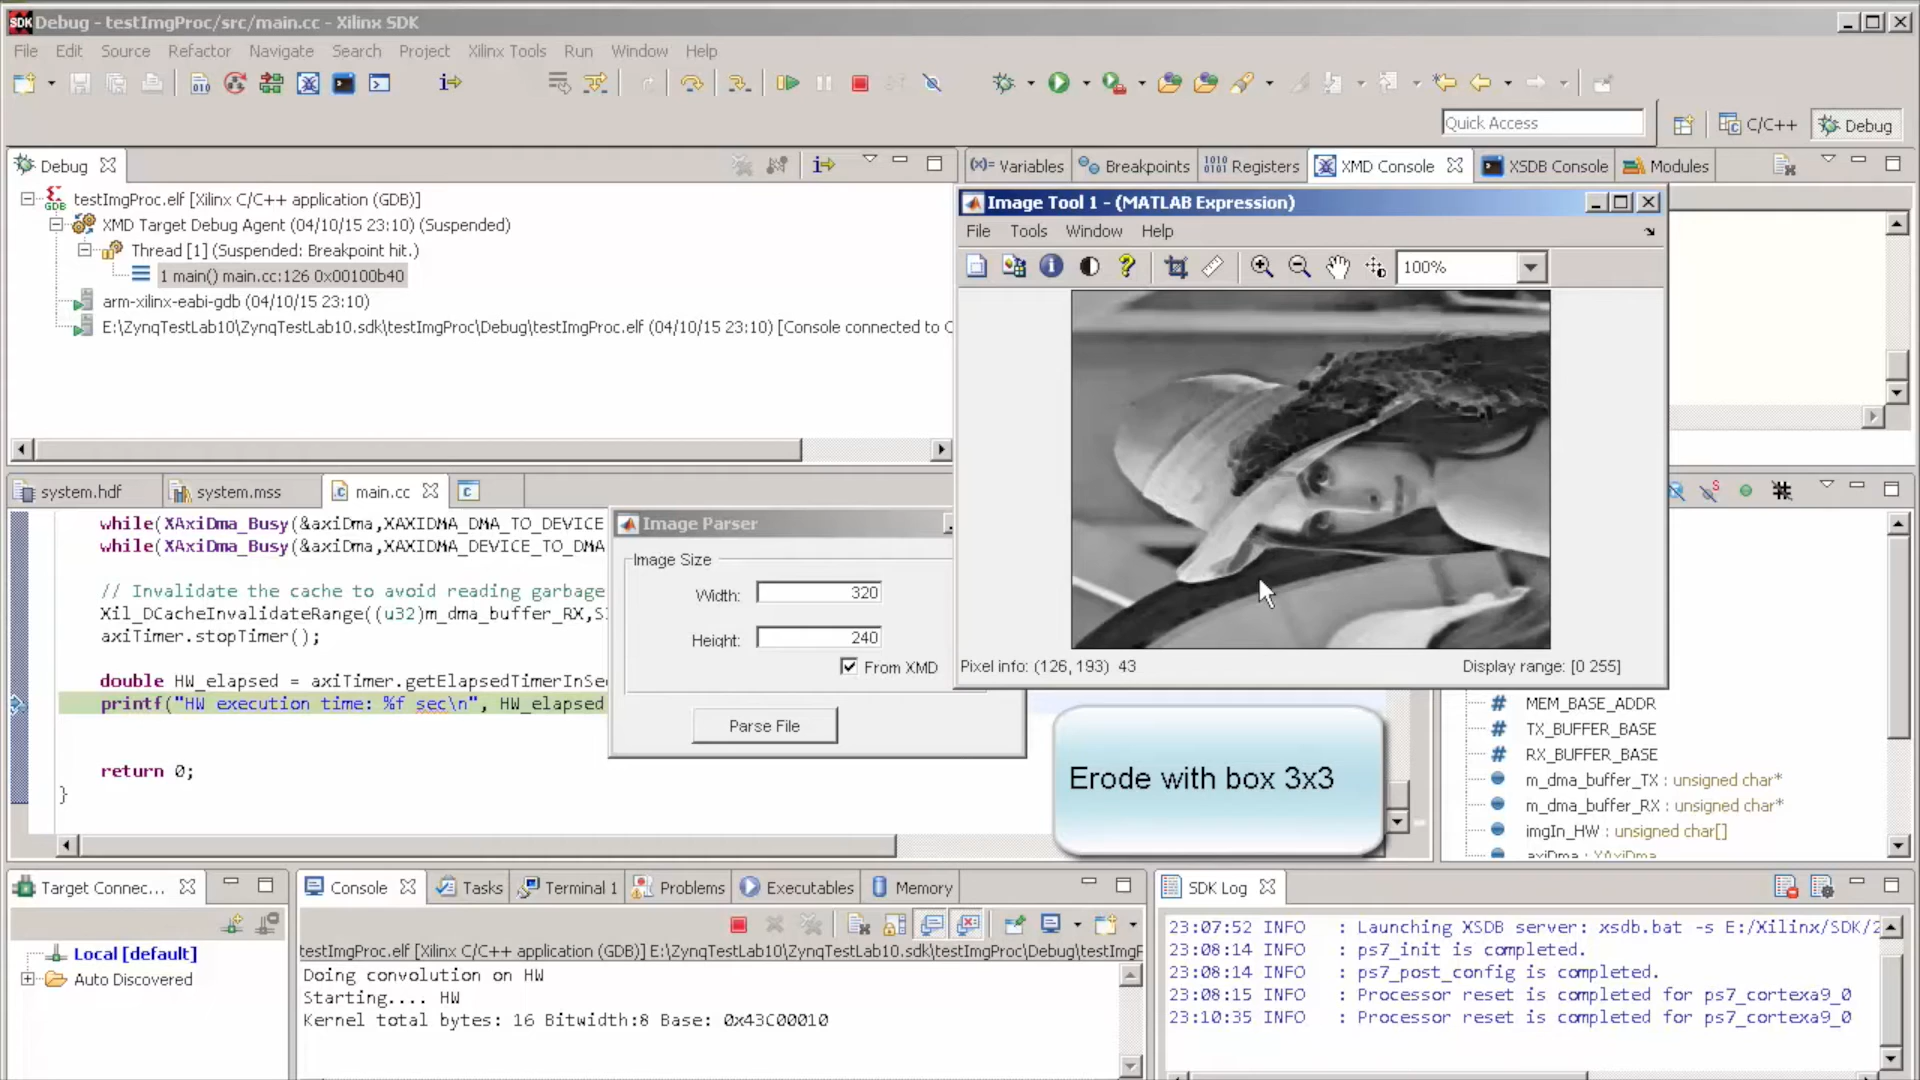 SDK Debug - testImgProc/src/main.cc - Xilinx SDK
File Edit Source Refactor Navigate Search Project Xilinx Tools Run Window Help
Quick Access
C/C++ Debug
Debug
testImgProc.elf [Xilinx C/C++ application (GDB)]
XMD Target Debug Agent (04/10/15 23:10) (Suspended)
Thread [1] (Suspended: Breakpoint hit.)
1 main() main.cc:126 0x00100b40
arm-xilinx-eabi-gdb (04/10/15 23:10)
E:\ZynqTestLab10\ZynqTestLab10.sdk\testImgProc\Debug\testImgProc.elf (04/10/15 23:10) [Console connected to
(x)= Variables Breakpoints 1010 0101 Registers XMD Console XSDB Console Modules
Image Tool 1 - (MATLAB Expression)
File Tools Window Help
100%
Pixel info: (126, 193) 43
Display range: [0 255]
system.hdf system.mss main.cc
while(XAxiDma_Busy(&axiDma,XAXIDMA_DMA_TO_DEVICE
while(XAxiDma_Busy(&axiDma,XAXIDMA_DEVICE_TO_DMA
// Invalidate the cache to avoid reading garbage
Xil_DCacheInvalidateRange((u32)m_dma_buffer_RX,S
axiTimer.stopTimer();
double HW_elapsed = axiTimer.getElapsedTimerInSe
printf("HW execution time: %f sec\n", HW_elapsed
return 0;
}
Image Parser
Image Size
Width: 320
Height: 240
From XMD
Parse File
Erode with box 3x3
MEM_BASE_ADDR
TX_BUFFER_BASE
RX_BUFFER_BASE
m_dma_buffer_TX : unsigned char*
m_dma_buffer_RX : unsigned char*
imgIn_HW : unsigned char[]
axiDma : XAxiDma
Target Connec...
Local [default]
Auto Discovered
Console Tasks Terminal 1 Problems Executables Memory
testImgProc.elf [Xilinx C/C++ application (GDB)] E:\ZynqTestLab10\ZynqTestLab10.sdk\testImgProc\Debug\testImgP
Doing convolution on HW
Starting.... HW
Kernel total bytes: 16 Bitwidth:8 Base: 0x43C00010
SDK Log
23:07:52 INFO : Launching XSDB server: xsdb.bat -s E:/Xilinx/SDK/2
23:08:14 INFO : ps7_init is completed.
23:08:14 INFO : ps7_post_config is completed.
23:08:15 INFO : Processor reset is completed for ps7_cortexa9_0
23:10:35 INFO : Processor reset is completed for ps7_cortexa9_0